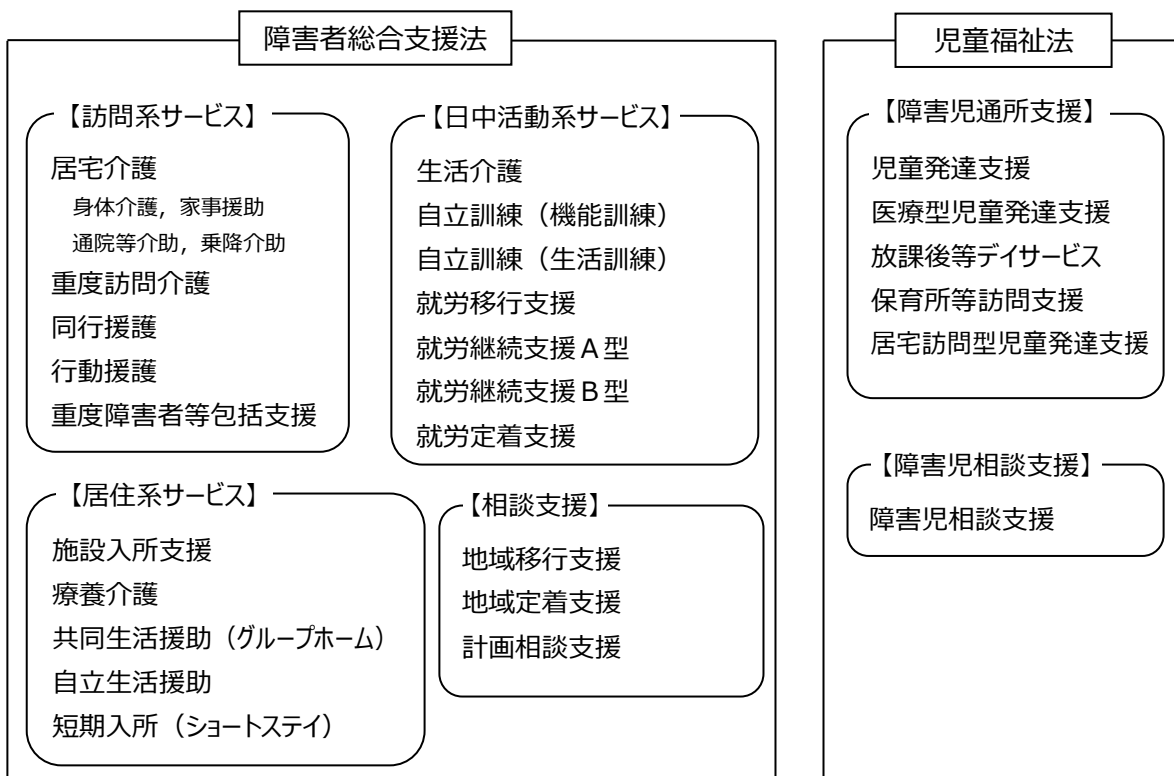 障害者総合支援法
【訪問系サービス】
居宅介護
身体介護，家事援助
通院等介助，乗降介助
重度訪問介護
同行援護
行動援護
重度障害者等包括支援
【日中活動系サービス】
生活介護
自立訓練（機能訓練）
自立訓練（生活訓練）
就労移行支援
就労継続支援Ａ型
就労継続支援Ｂ型
就労定着支援
【居住系サービス】
施設入所支援
療養介護
共同生活援助（グループホーム）
自立生活援助
短期入所（ショートステイ）
【相談支援】
地域移行支援
地域定着支援
計画相談支援
児童福祉法
【障害児通所支援】
児童発達支援
医療型児童発達支援
放課後等デイサービス
保育所等訪問支援
居宅訪問型児童発達支援
【障害児相談支援】
障害児相談支援